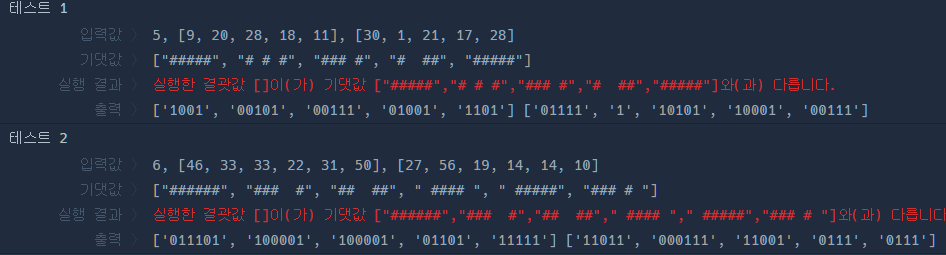 테스트 1
입력값 〉 5, [9, 20, 28, 18, 11], [30, 1, 21, 17, 28]
기댓값 〉 ["#####", "# # #", "### #", "#  ##", "#####"]
실행 결과 〉 실행한 결괏값 []이(가) 기댓값 ["#####","# # #","### #","#  ##","#####"]와(과) 다릅니다.
출력 〉 ['1001', '00101', '00111', '01001', '1101'] ['01111', '1', '10101', '10001', '00111']
테스트 2
입력값 〉 6, [46, 33, 33, 22, 31, 50], [27, 56, 19, 14, 14, 10]
기댓값 〉 ["######", "###  #", "##  ##", " #### ", " #####", "### # "]
실행 결과 〉 실행한 결괏값 []이(가) 기댓값 ["######","###  #","##  ##"," #### "," #####","### # "]와(과) 다릅니다
출력 〉 ['011101', '100001', '100001', '01101', '11111'] ['11011', '000111', '11001', '0111', '0111']